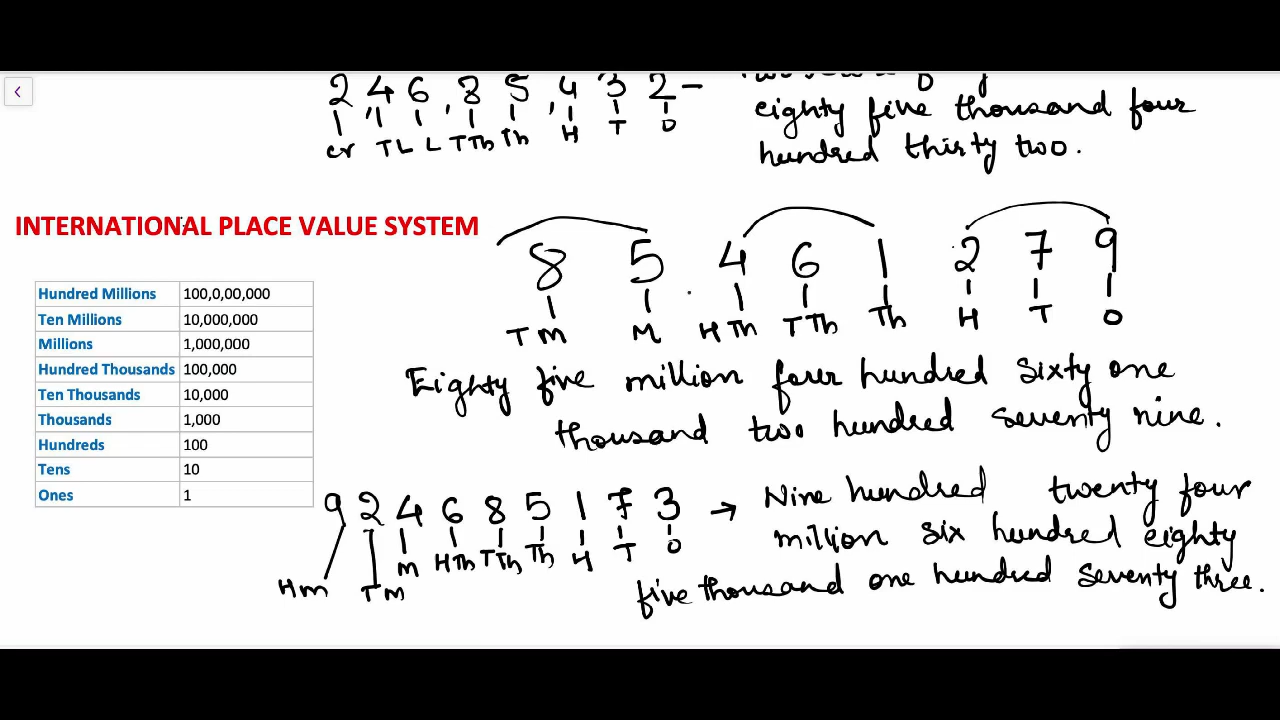 2 4 6 8 5 4 3 2 –
, , ,
Cr TL L TTh Th H T O
eighty five thousand four
hundred thirty two.
INTERNATIONAL PLACE VALUE SYSTEM
Hundred Millions 100,0,00,000
Ten Millions 10,000,000
Millions 1,000,000
Hundred Thousands 100,000
Ten Thousands 10,000
Thousands 1,000
Hundreds 100
Tens 10
Ones 1
8 5 4 6 1 2 7 9
TM M HTh TTh Th H T O
Eighty five million four hundred sixty one
thousand two hundred seventy nine.
9 2 4 6 8 5 1 7 3 → Nine hundred twenty four
HM TM M HTh TTh Th H T O
million six hundred eighty
five thousand one hundred seventy three.